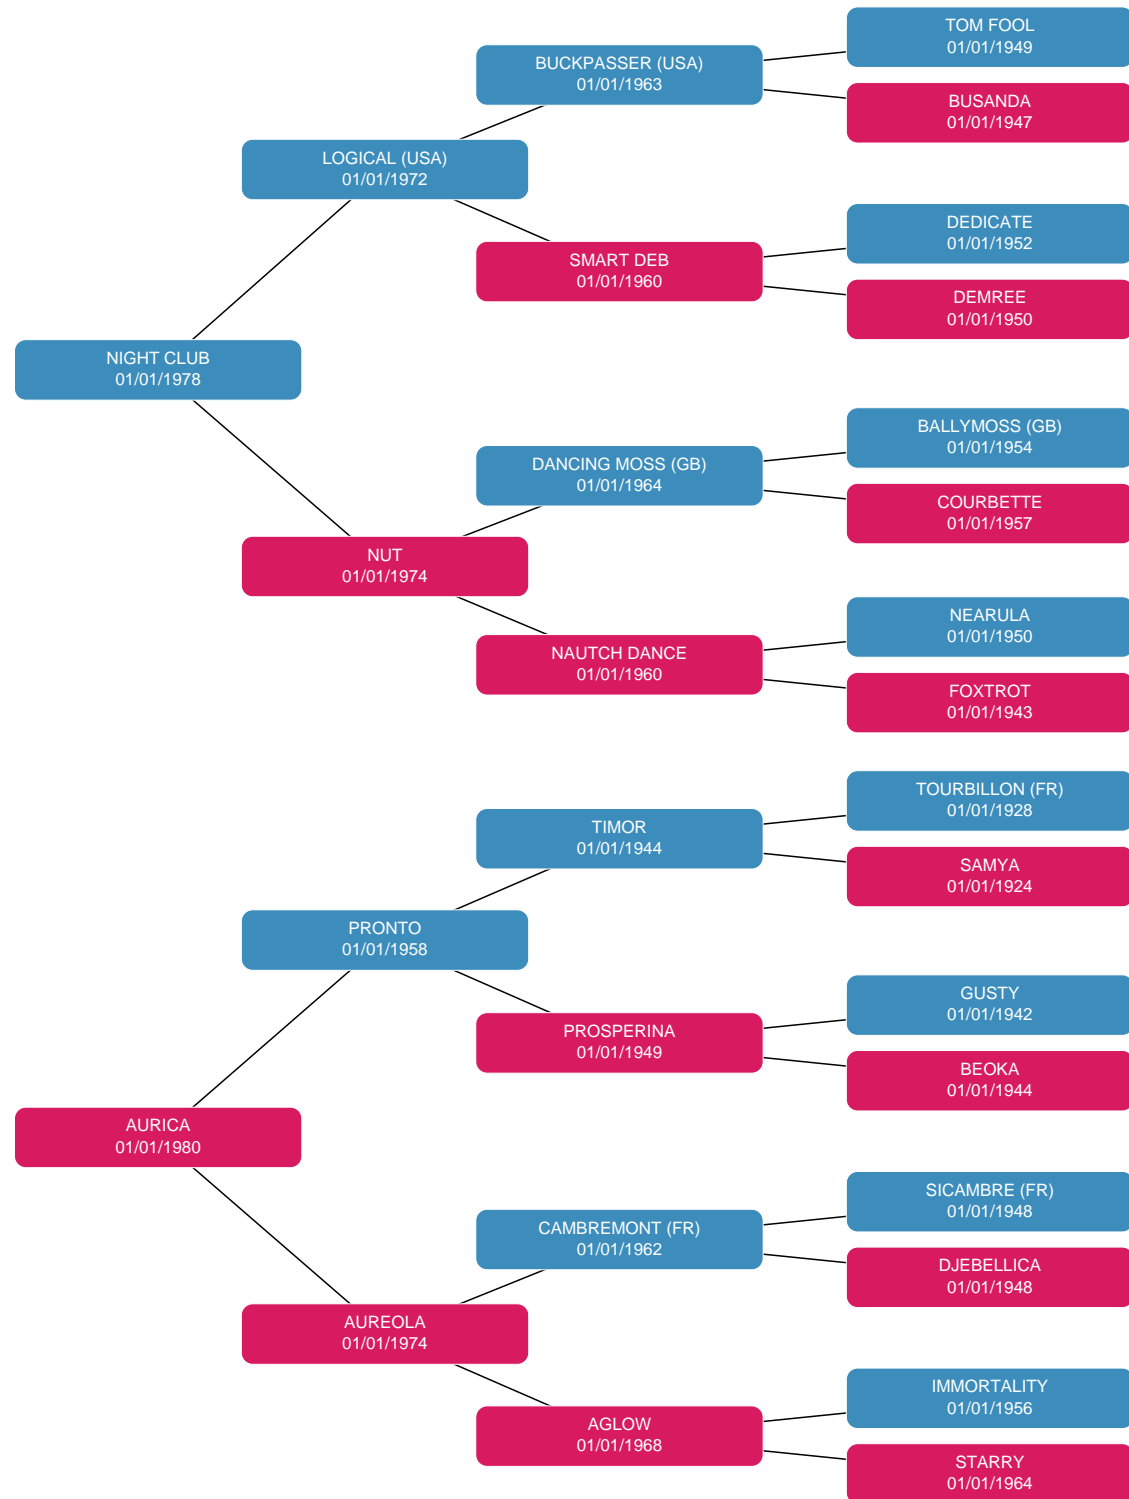 TOM FOOL
01/01/1949
BUCKPASSER (USA)
01/01/1963
BUSANDA
01/01/1947
LOGICAL (USA)
01/01/1972
DEDICATE
01/01/1952
SMART DEB
01/01/1960
DEMREE
01/01/1950
NIGHT CLUB
01/01/1978
BALLYMOSS (GB)
01/01/1954
DANCING MOSS (GB)
01/01/1964
COURBETTE
01/01/1957
NUT
01/01/1974
NEARULA
01/01/1950
NAUTCH DANCE
01/01/1960
FOXTROT
01/01/1943
TOURBILLON (FR)
01/01/1928
TIMOR
01/01/1944
SAMYA
01/01/1924
PRONTO
01/01/1958
GUSTY
01/01/1942
PROSPERINA
01/01/1949
BEOKA
01/01/1944
AURICA
01/01/1980
SICAMBRE (FR)
01/01/1948
CAMBREMONT (FR)
01/01/1962
DJEBELLICA
01/01/1948
AUREOLA
01/01/1974
IMMORTALITY
01/01/1956
AGLOW
01/01/1968
STARRY
01/01/1964